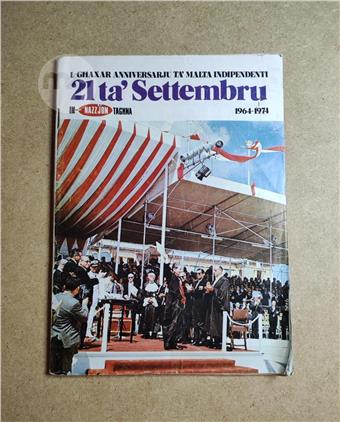 L-GĦAXAR ANNIVERSARJU TA' MALTA INDIPENDENTI
21 ta' Settembru
IN-NAZZJON TAGĦNA 1964-1974